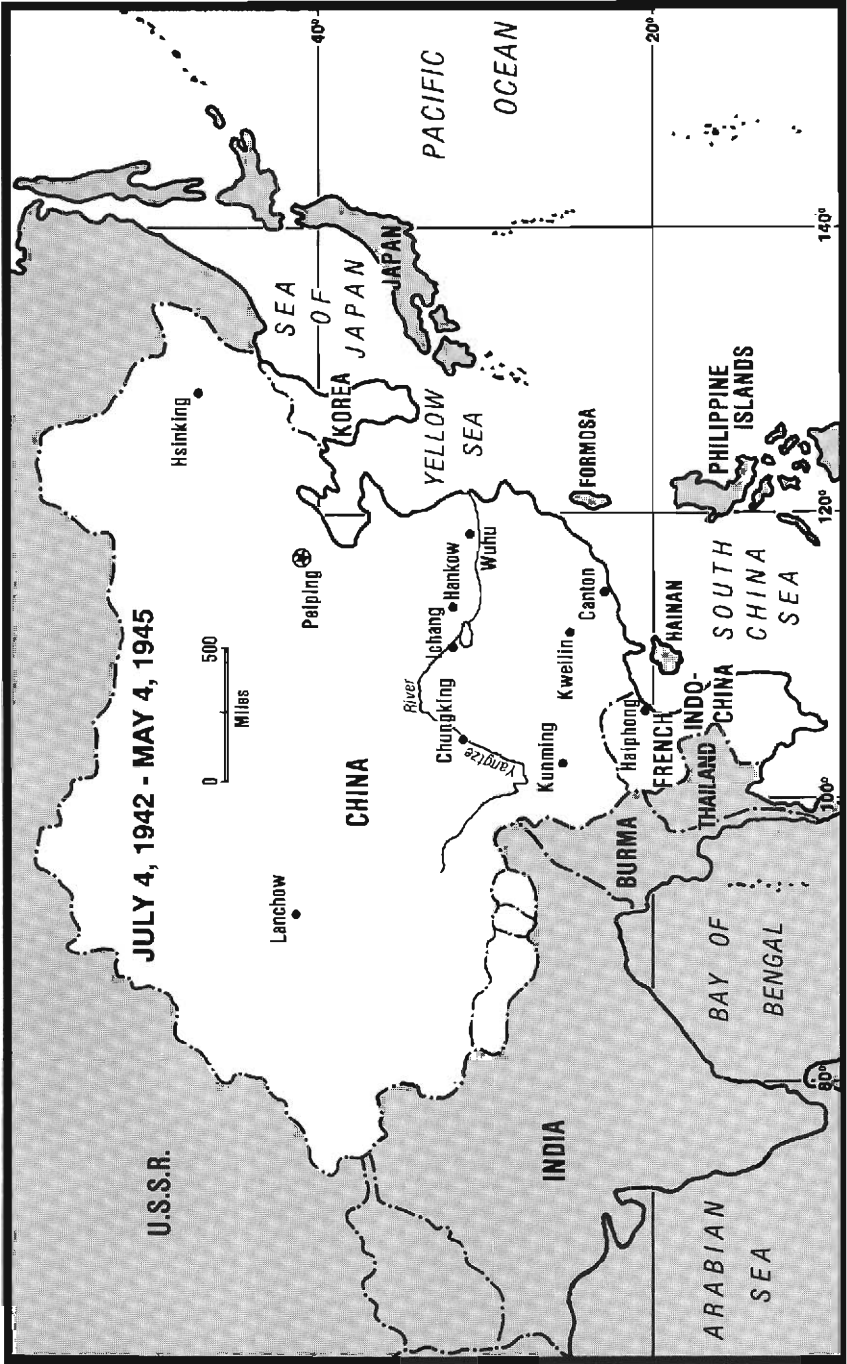 JULY 4, 1942 - MAY 4, 1945
0
500
Miles
U.S.S.R.
40°
Hsinking
Peiping
SEA
OF
JAPAN
JAPAN
KOREA
PACIFIC
OCEAN
Lanchow
CHINA
YELLOW
SEA
River
Yangtze
Chungking
Ichang
Hankow
Wuhu
Kunming
Kweilin
Canton
FORMOSA
INDIA
BURMA
Haiphong
FRENCH
INDO-
CHINA
THAILAND
HAINAN
20°
SOUTH
CHINA
SEA
PHILIPPINE
ISLANDS
ARABIAN
SEA
BAY OF
BENGAL
80°
100°
120°
140°